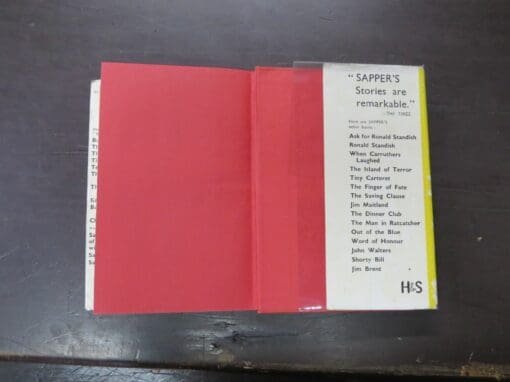 "SAPPER'S
Stories are
remarkable."
—THE TIMES
Here are SAPPER'S
other books :
Ask for Ronald Standish
Ronald Standish
When Carruthers
Laughed
The Island of Terror
Tiny Carteret
The Finger of Fate
The Saving Clause
Jim Maitland
The Dinner Club
The Man in Ratcatcher
Out of the Blue
Word of Honour
John Walters
Shorty Bill
Jim Brent
H&S